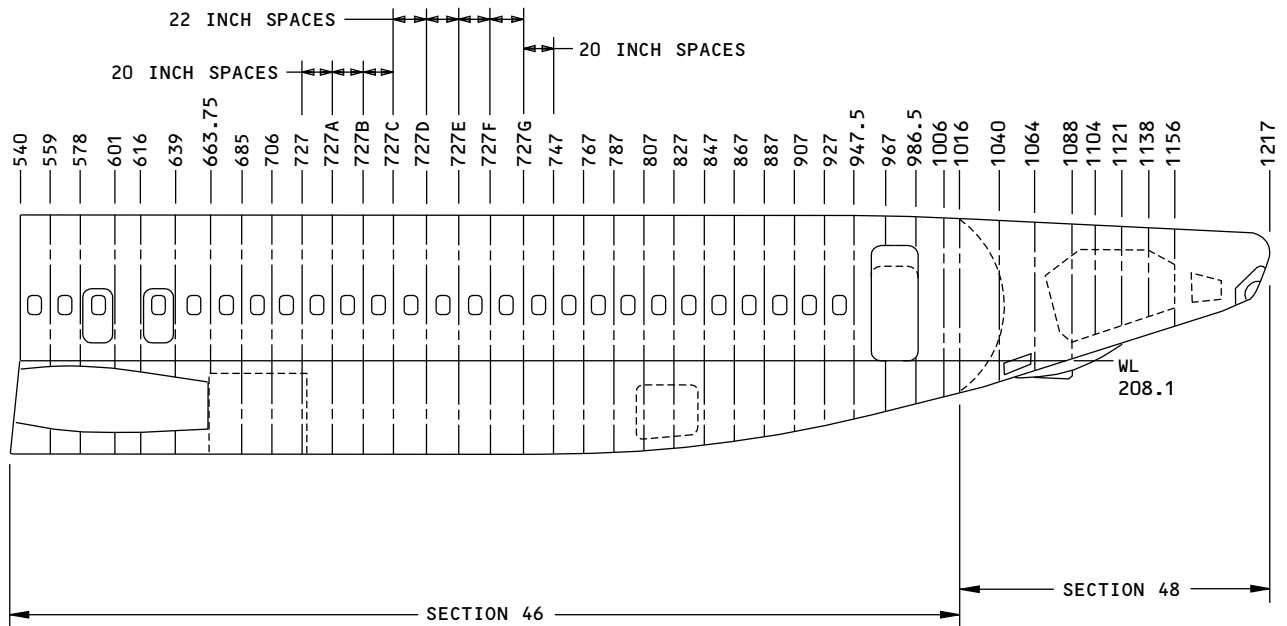 22 INCH SPACES
20 INCH SPACES
20 INCH SPACES
540
559
578
601
616
639
663.75
685
706
727
727A
727B
727C
727D
727E
727F
727G
747
767
787
807
827
847
867
887
907
927
947.5
967
986.5
1006
1016
1040
1064
1088
1104
1121
1138
1156
1217
WL
208.1
SECTION 48
SECTION 46